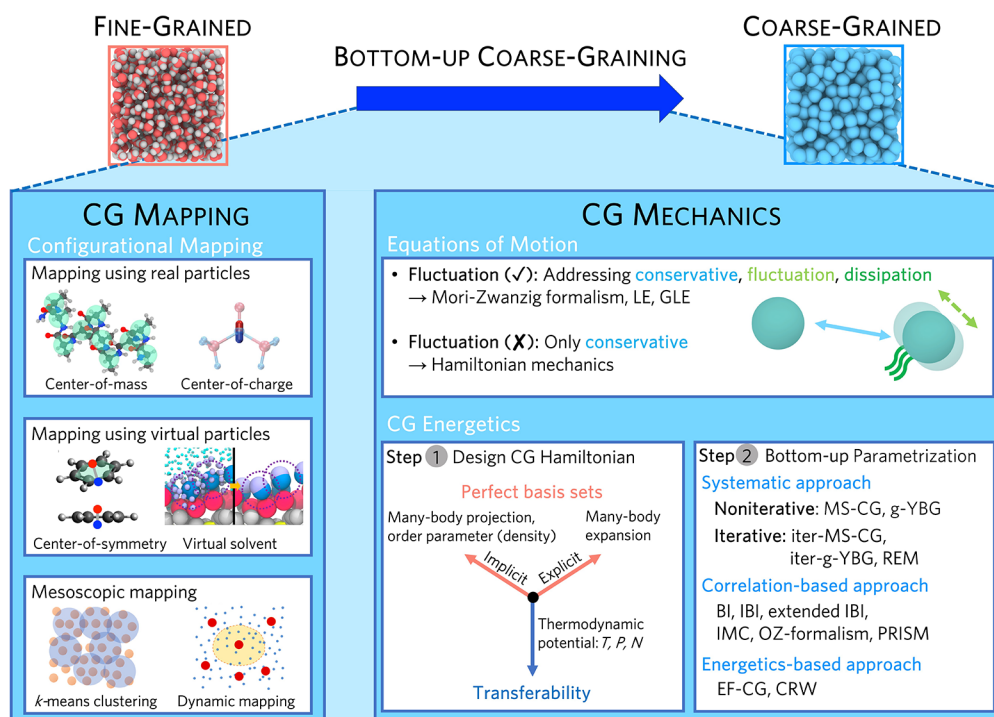 FINE-GRAINED
BOTTOM-UP COARSE-GRAINING
COARSE-GRAINED
CG MAPPING
Configurational Mapping
Mapping using real particles
Center-of-mass
Center-of-charge
Mapping using virtual particles
Center-of-symmetry
Virtual solvent
Mesoscopic mapping
k-means clustering
Dynamic mapping
CG MECHANICS
Equations of Motion
• Fluctuation (✓): Addressing conservative, fluctuation, dissipation
→ Mori-Zwanzig formalism, LE, GLE
• Fluctuation (✗): Only conservative
→ Hamiltonian mechanics
CG Energetics
Step 1 Design CG Hamiltonian
Perfect basis sets
Many-body projection,
order parameter (density)
Many-body
expansion
Implicit
Explicit
Thermodynamic
potential: T, P, N
Transferability
Step 2 Bottom-up Parametrization
Systematic approach
Noniterative: MS-CG, g-YBG
Iterative: iter-MS-CG,
iter-g-YBG, REM
Correlation-based approach
BI, IBI, extended IBI,
IMC, OZ-formalism, PRISM
Energetics-based approach
EF-CG, CRW